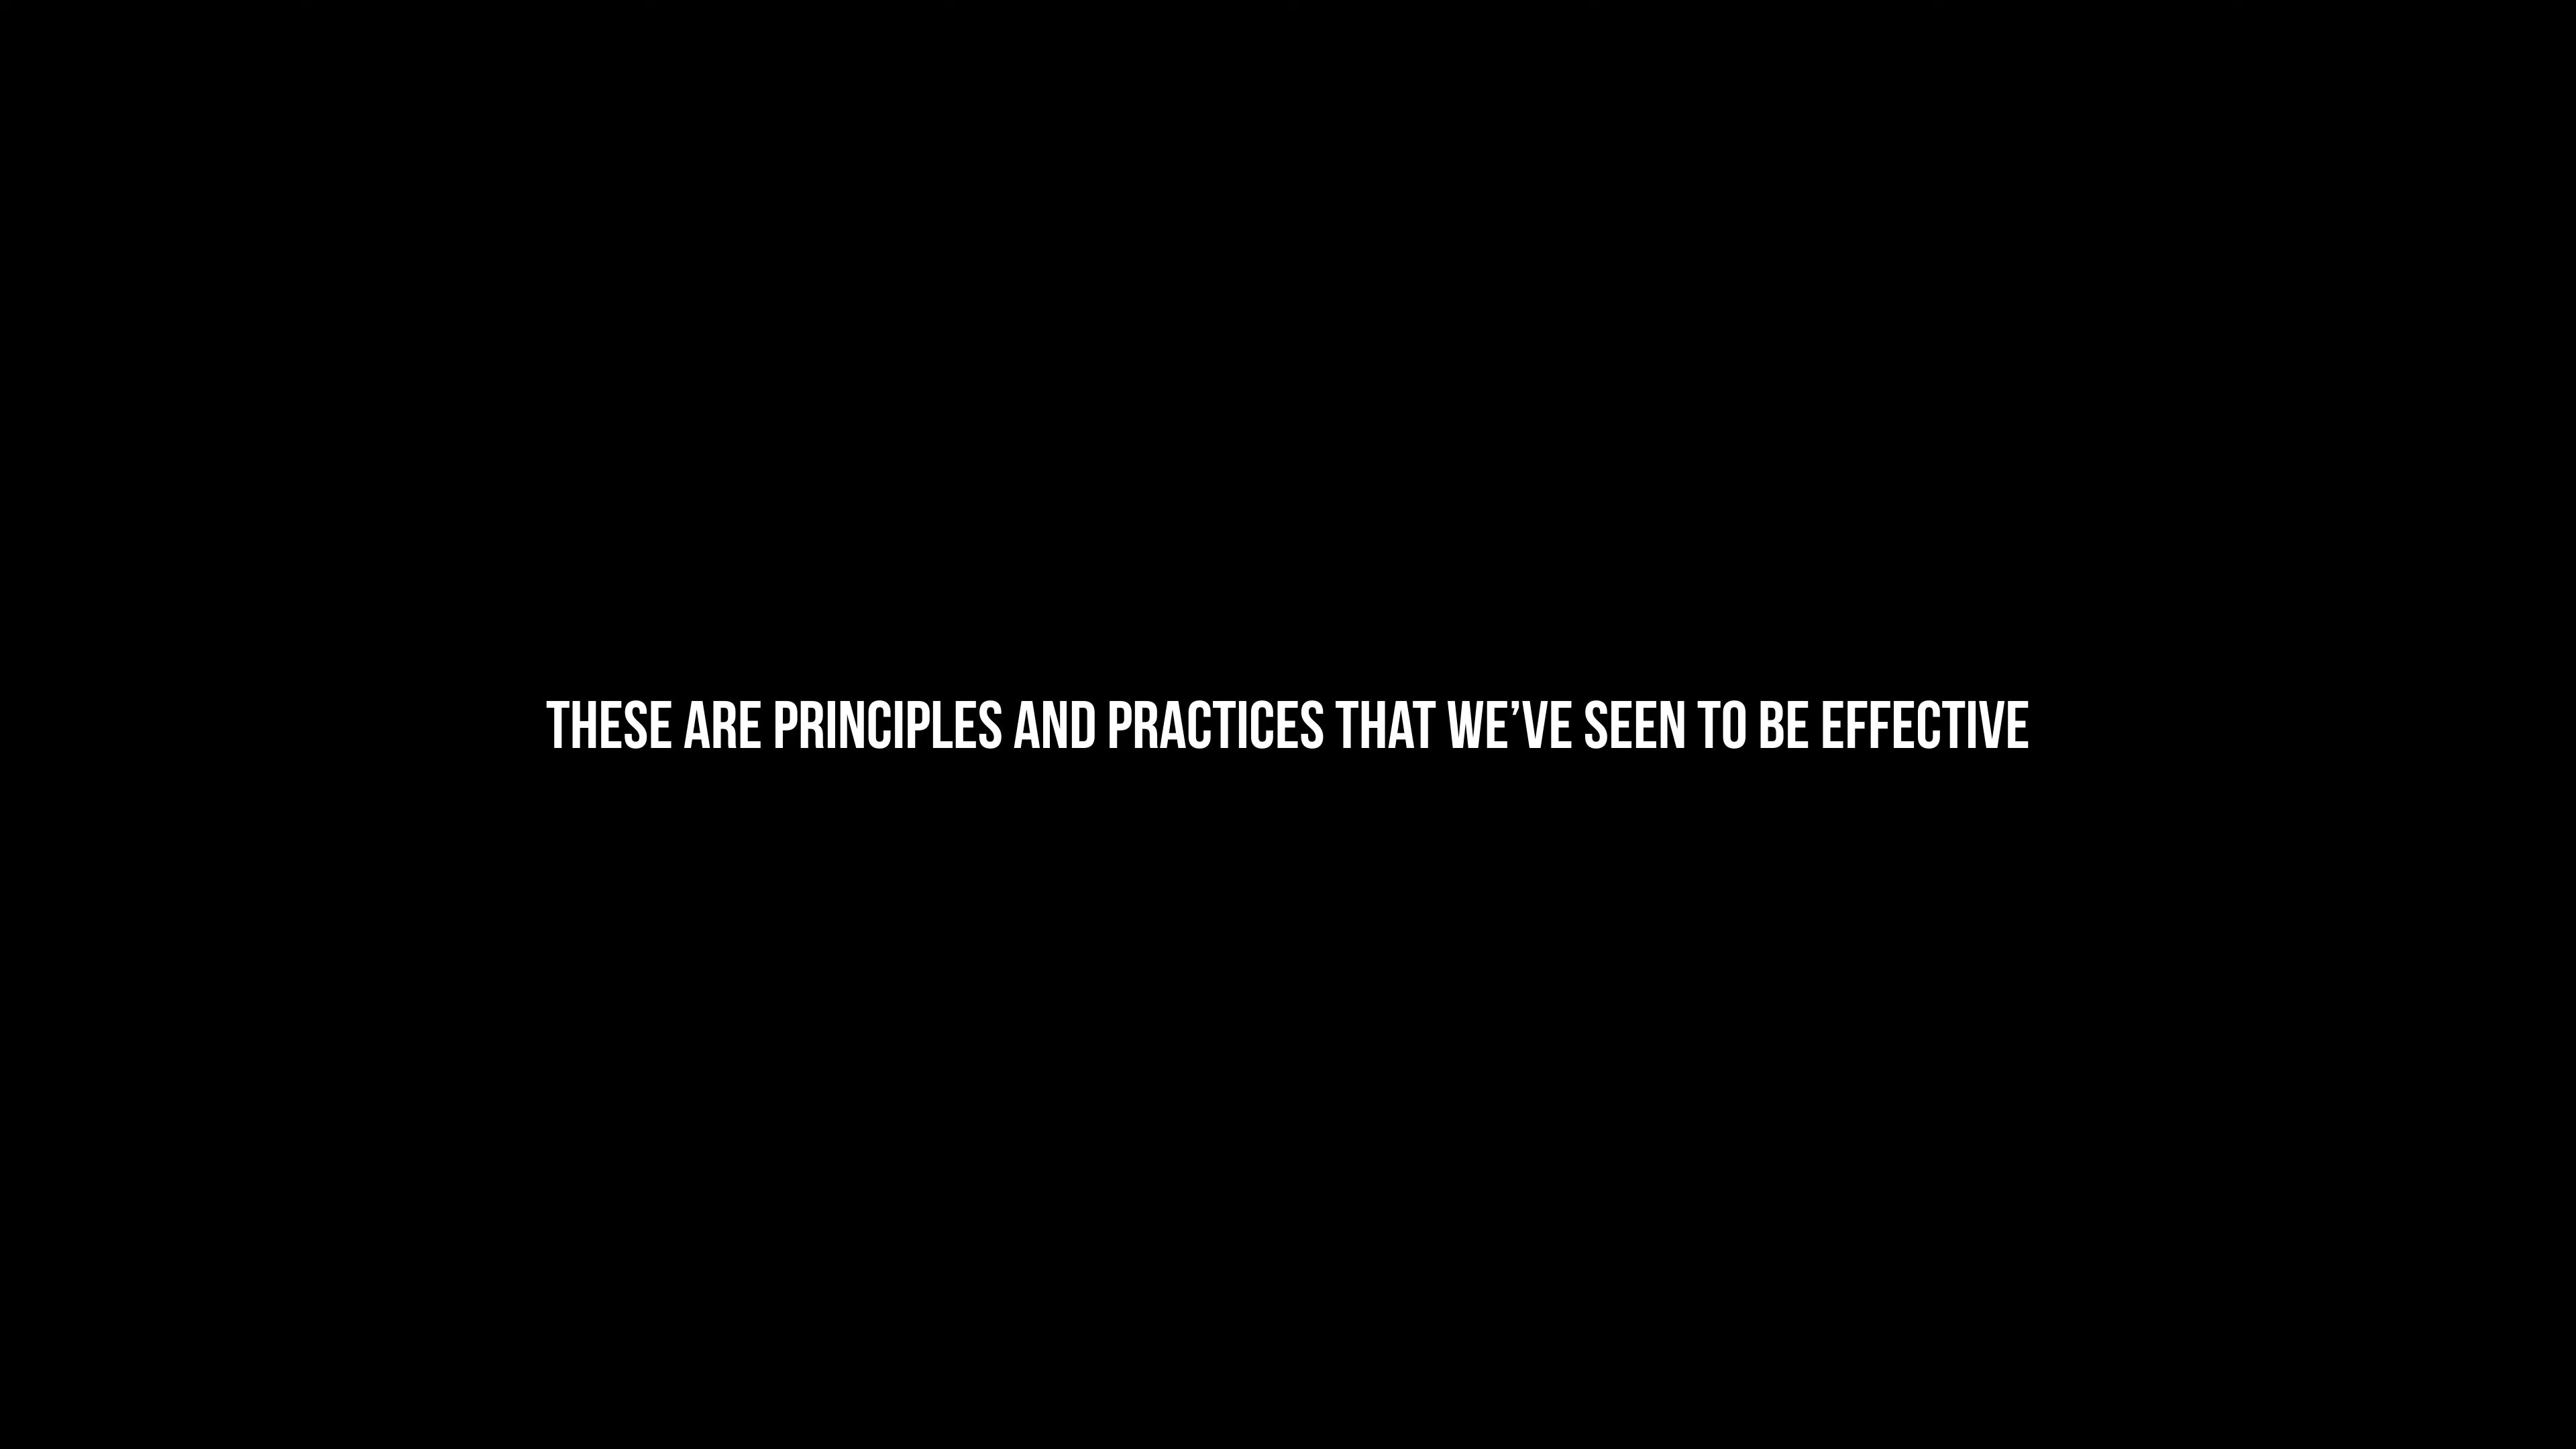 THESE ARE PRINCIPLES AND PRACTICES THAT WE’VE SEEN TO BE EFFECTIVE